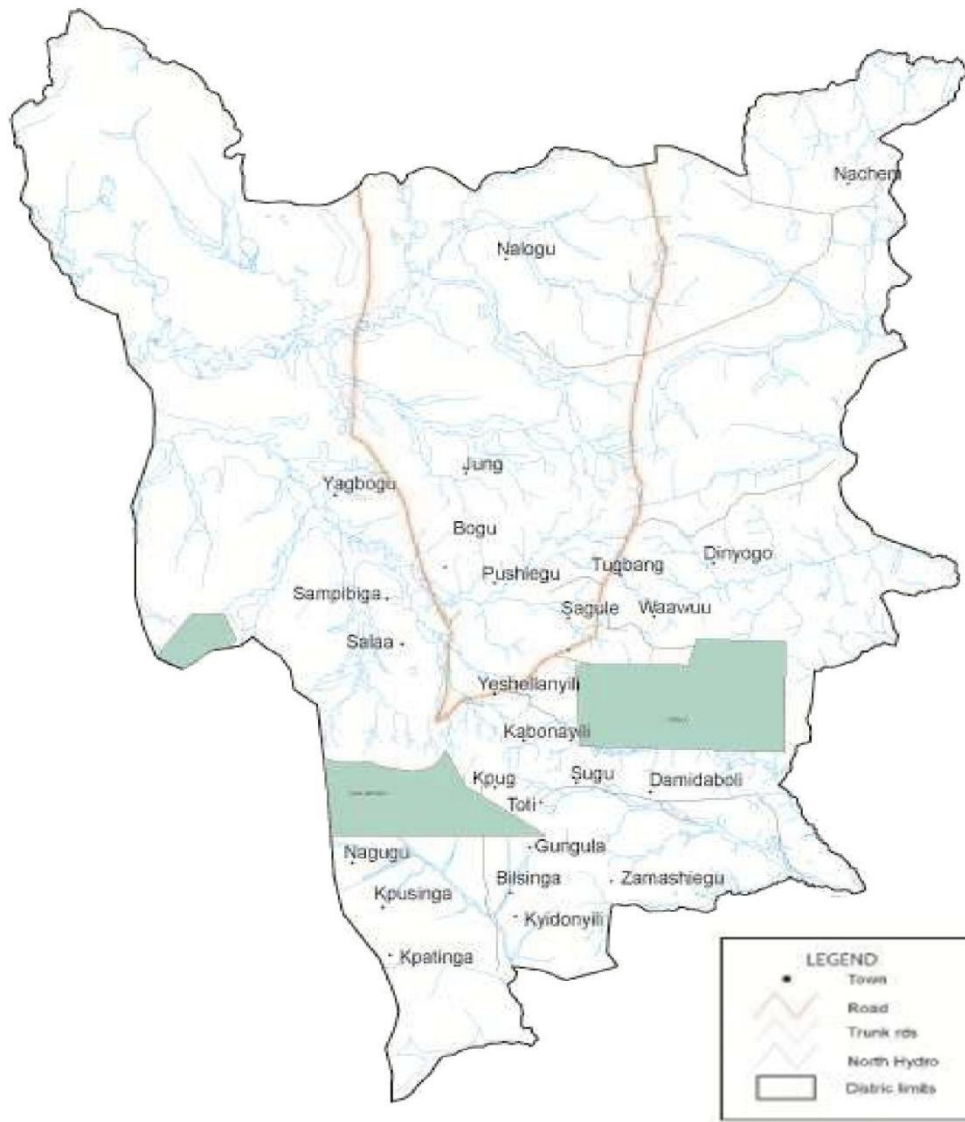 Nachem
Nalogu
Jung
Yagbogu
Bogu
Dinyogo
Tugbang
Pushiegu
Sampibiga
Sagule
Waawuu
Salaa
Yeshellanyili
Kabonayili
Kpug
Sugu
Damidaboli
Toti
Gungula
Nagugu
Bilsinga
Zamashiegu
Kpusinga
Kyidonyili
Kpatinga
LEGEND
Town
Road
Trunk rds
North Hydro
Distric limits